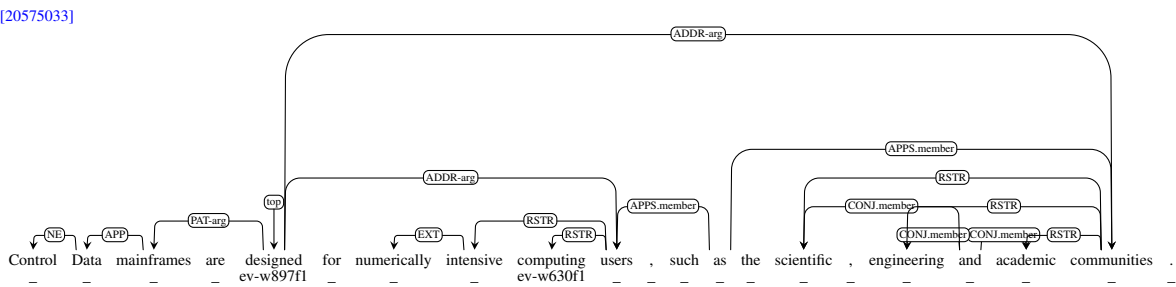 [20575033]
ADDR-arg
APPS.member
ADDR-arg RSTR
top APPS.member CONJ.member RSTR
PAT-arg RSTR
NE APP EXT RSTR CONJ.member CONJ.member RSTR
Control Data mainframes are designed for numerically intensive computing users , such as the scientific , engineering and academic communities .
_ _ _ _ ev-w897f1 _ _ _ ev-w630f1 _ _ _ _ _ _ _ _ _ _ _ _